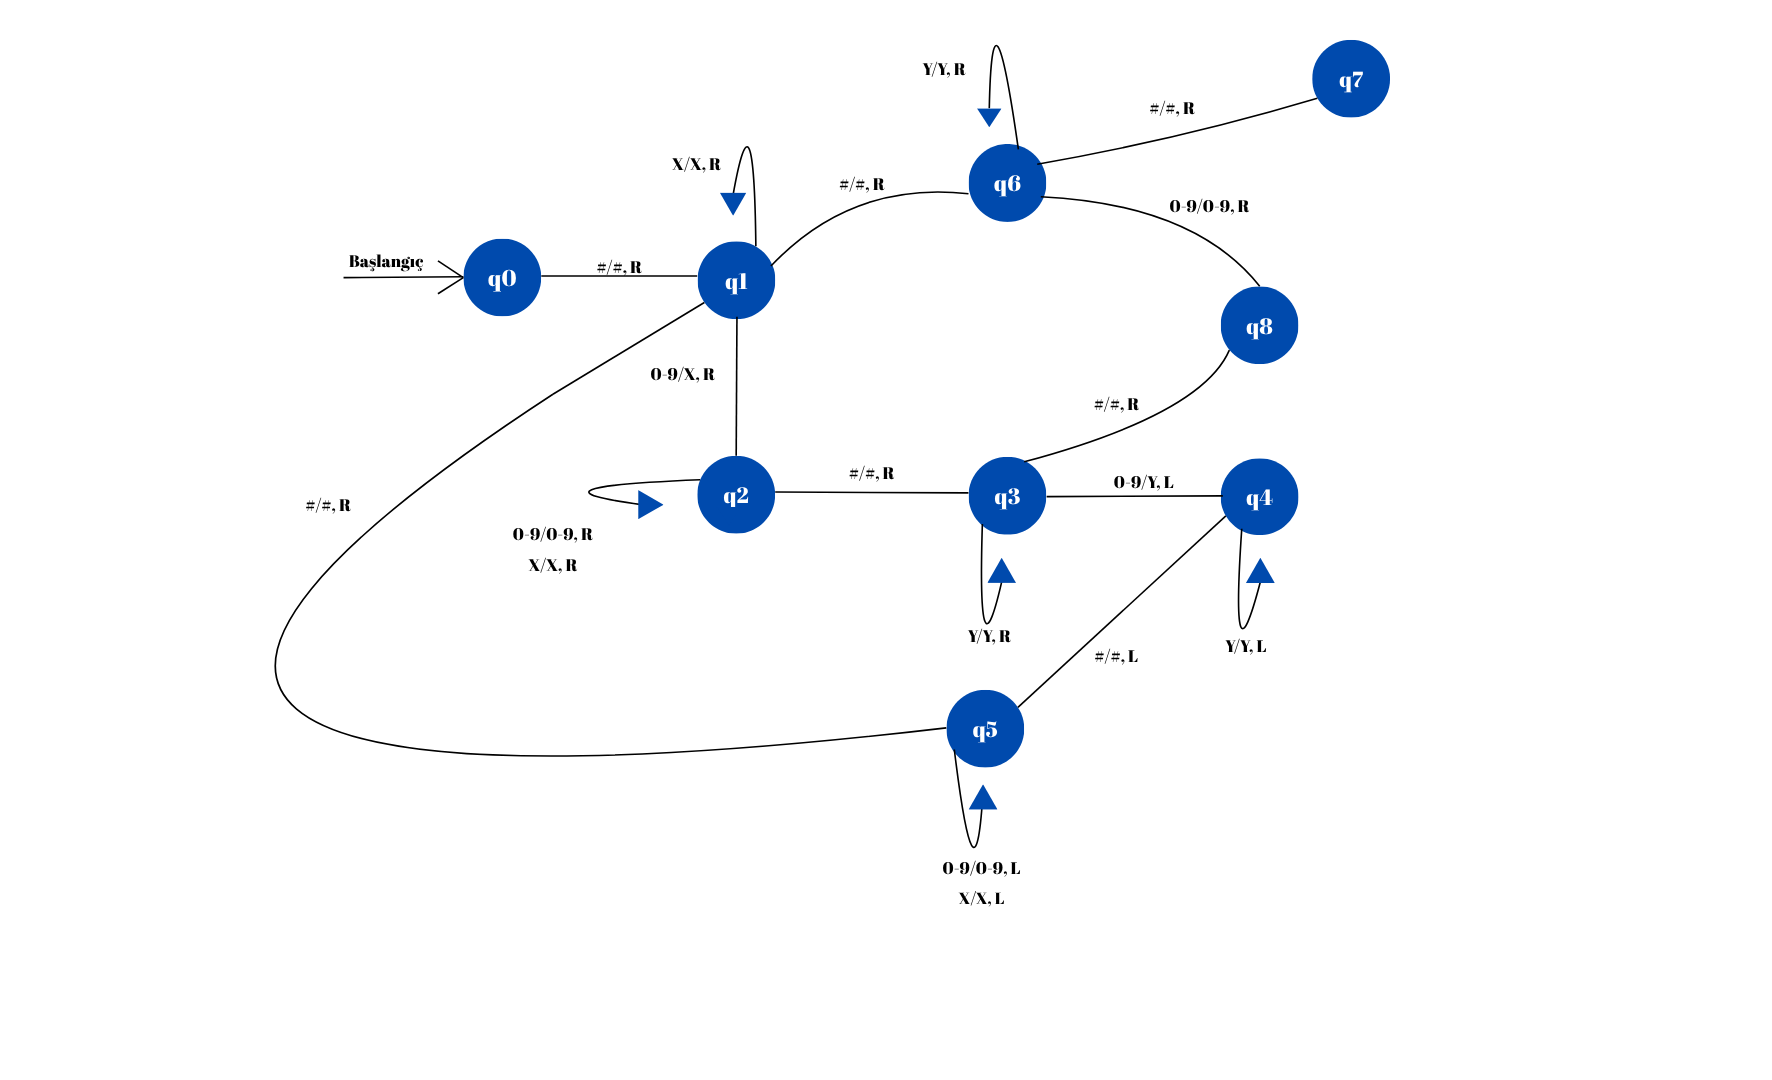 q7
Y/Y, R
#/#, R
X/X, R
#/#, R
q6
0-9/0-9, R
Başlangıç
q0
#/#, R
q1
q8
0-9/X, R
#/#, R
#/#, R
q2
#/#, R
q3
0-9/Y, L
q4
0-9/0-9, R
X/X, R
Y/Y, R
Y/Y, L
#/#, L
q5
0-9/0-9, L
X/X, L